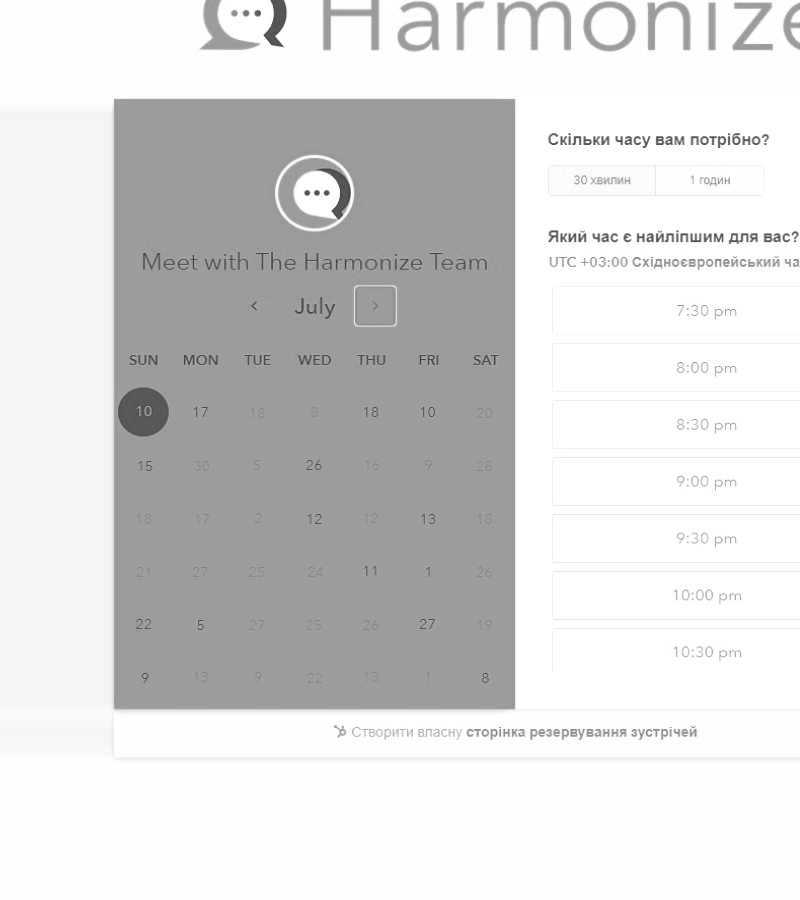 Harmonize
Meet with The Harmonize Team
July
SUN MON TUE WED THU FRI SAT
10 17 18 8 18 10 20
15 30 5 26 16 9 28
18 17 2 12 12 13 18
21 27 25 24 11 1 26
22 5 27 25 26 27 19
9 13 9 22 13 1 8
Скільки часу вам потрібно?
30 хвилин 1 годин
Який час є найліпшим для вас?
UTC +03:00 Східноєвропейський ча
7:30 pm
8:00 pm
8:30 pm
9:00 pm
9:30 pm
10:00 pm
10:30 pm
Створити власну сторінка резервування зустрічей